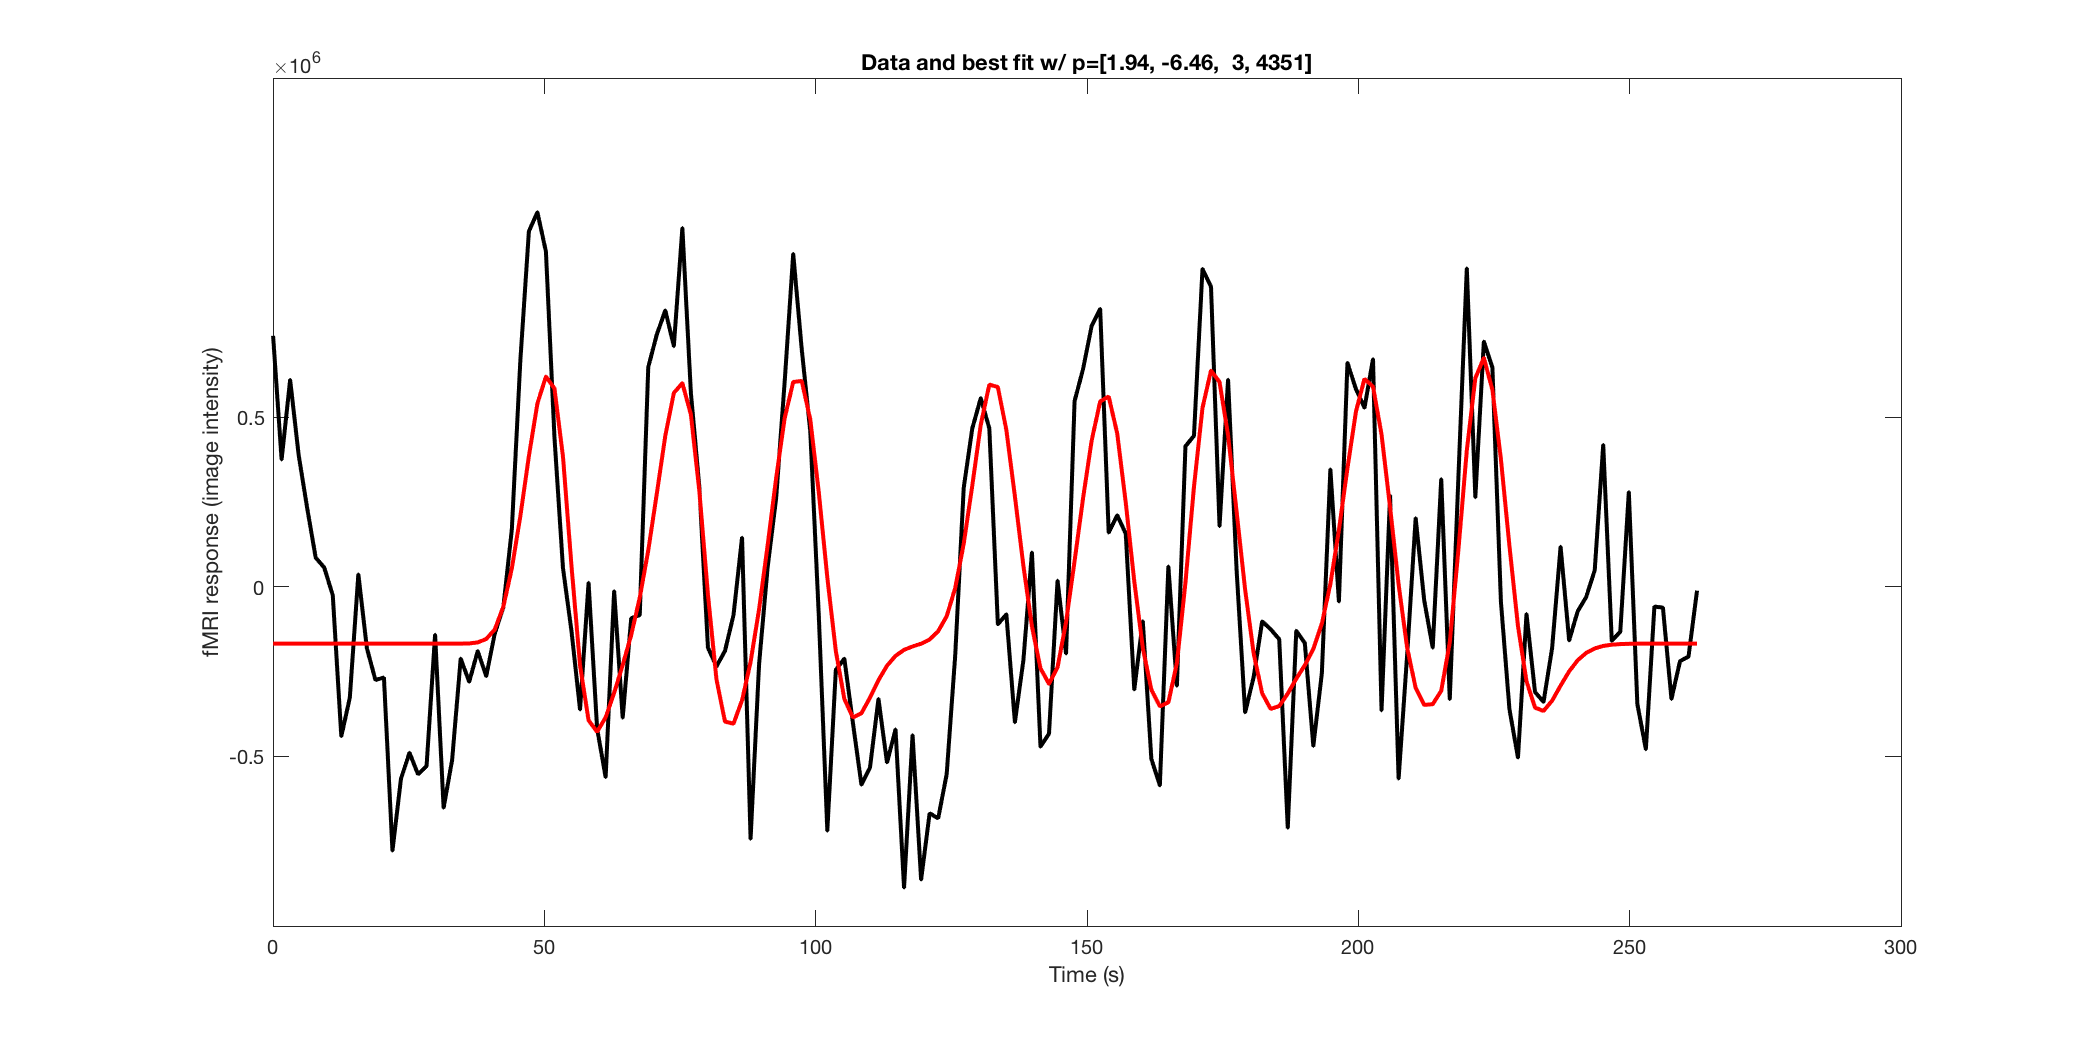 Data and best fit w/ p=[1.94, -6.46,  3, 4351]
×10^6
fMRI response (image intensity)
0.5
0
-0.5
0 50 100 150 200 250 300
Time (s)